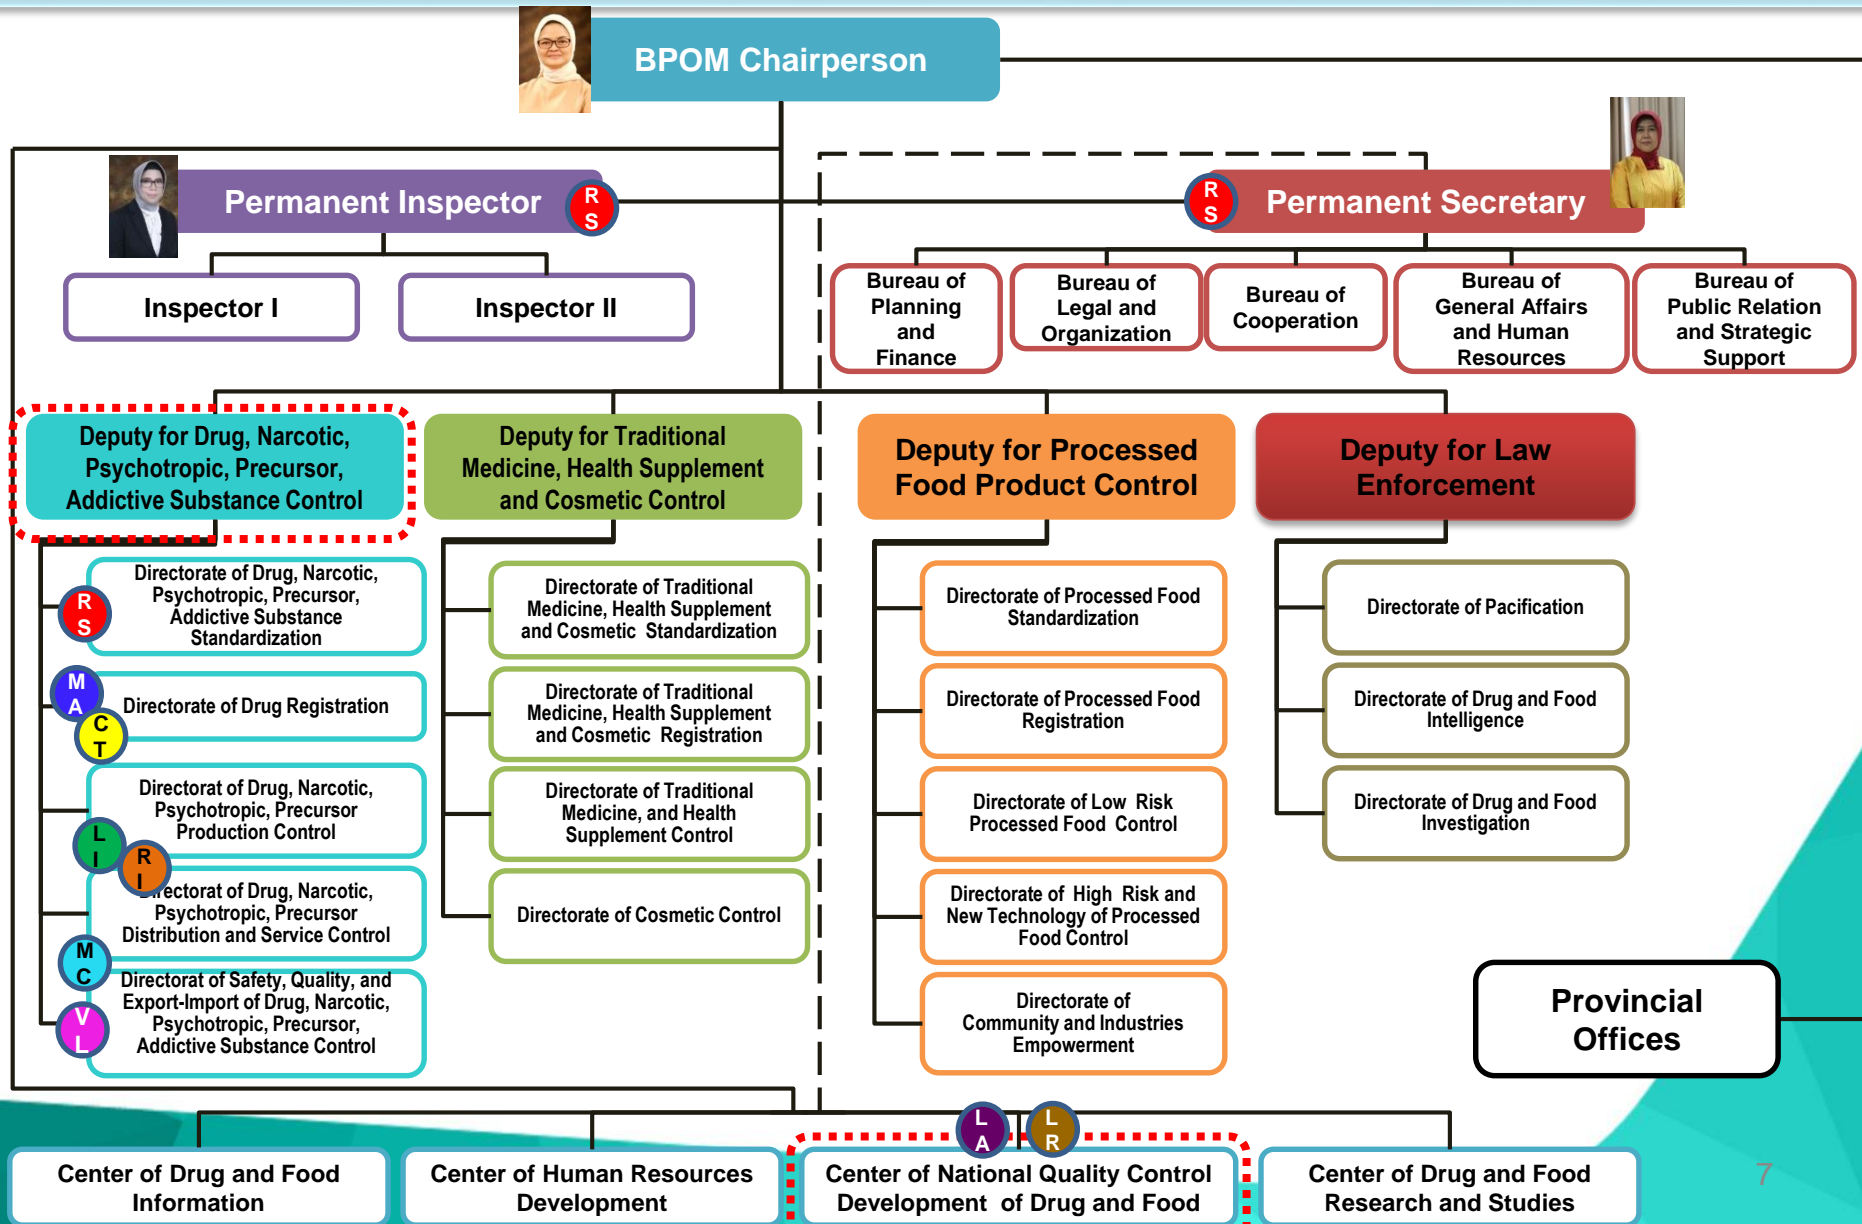 BPOM Chairperson
Permanent Inspector
R
S
R
S
Permanent Secretary
Inspector I
Inspector II
Bureau of
Planning
and
Finance
Bureau of
Legal and
Organization
Bureau of
Cooperation
Bureau of
General Affairs
and Human
Resources
Bureau of
Public Relation
and Strategic
Support
Deputy for Drug, Narcotic,
Psychotropic, Precursor,
Addictive Substance Control
Deputy for Traditional
Medicine, Health Supplement
and Cosmetic Control
Deputy for Processed
Food Product Control
Deputy for Law
Enforcement
R
S
Directorate of Drug, Narcotic,
Psychotropic, Precursor,
Addictive Substance
Standardization
M
A
C
T
Directorate of Drug Registration
Directorat of Drug, Narcotic,
Psychotropic, Precursor
Production Control
L
I
R
I
Directorat of Drug, Narcotic,
Psychotropic, Precursor
Distribution and Service Control
M
C
Directorat of Safety, Quality, and
Export-Import of Drug, Narcotic,
Psychotropic, Precursor,
Addictive Substance Control
V
L
Directorate of Traditional
Medicine, Health Supplement
and Cosmetic Standardization
Directorate of Traditional
Medicine, Health Supplement
and Cosmetic Registration
Directorate of Traditional
Medicine, and Health
Supplement Control
Directorate of Cosmetic Control
Directorate of Processed Food
Standardization
Directorate of Processed Food
Registration
Directorate of Low Risk
Processed Food Control
Directorate of High Risk and
New Technology of Processed
Food Control
Directorate of
Community and Industries
Empowerment
Directorate of Pacification
Directorate of Drug and Food
Intelligence
Directorate of Drug and Food
Investigation
Provincial
Offices
L
A
L
R
Center of Drug and Food
Information
Center of Human Resources
Development
Center of National Quality Control
Development of Drug and Food
Center of Drug and Food
Research and Studies
7